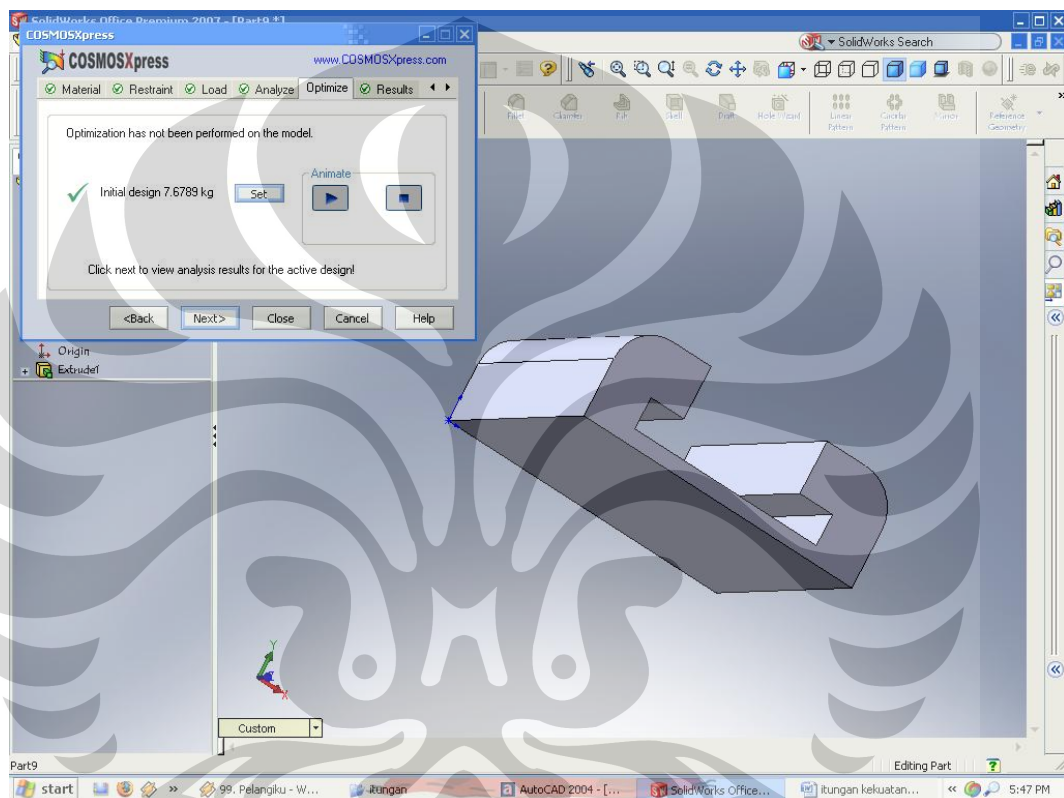 SolidWorks Office Premium 2007 - [Part9 *]
COSMOSXpress
SolidWorks Search
COSMOSXpress
www.COSMOSXpress.com
Material
Restraint
Load
Analyze
Optimize
Results
Fillet
Chamfer
Rib
Shell
Draft
Hole Wizard
Linear Pattern
Circular Pattern
Mirror
Reference Geometry
Optimization has not been performed on the model.
Animate
Initial design 7.6789 kg
Set
Click next to view analysis results for the active design!
<Back
Next>
Close
Cancel
Help
Origin
Extrude1
Y
X
Custom
Part9
Editing Part
start
99. Pelangiku - W...
itungan
AutoCAD 2004 - [...
SolidWorks Office...
itungan kekuatan...
5:47 PM